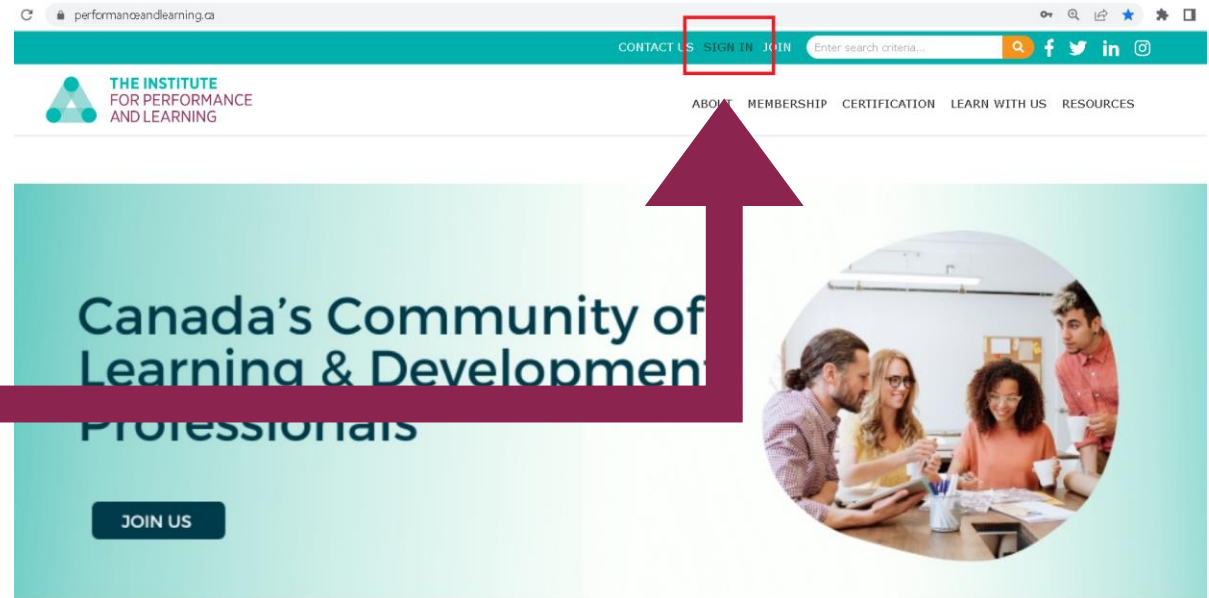 performanceandlearning.ca
CONTACT US SIGN IN JOIN Enter search criteria... f in
THE INSTITUTE
FOR PERFORMANCE
AND LEARNING
ABOUT MEMBERSHIP CERTIFICATION LEARN WITH US RESOURCES
Canada's Community of
Learning & Development
Professionals
JOIN US